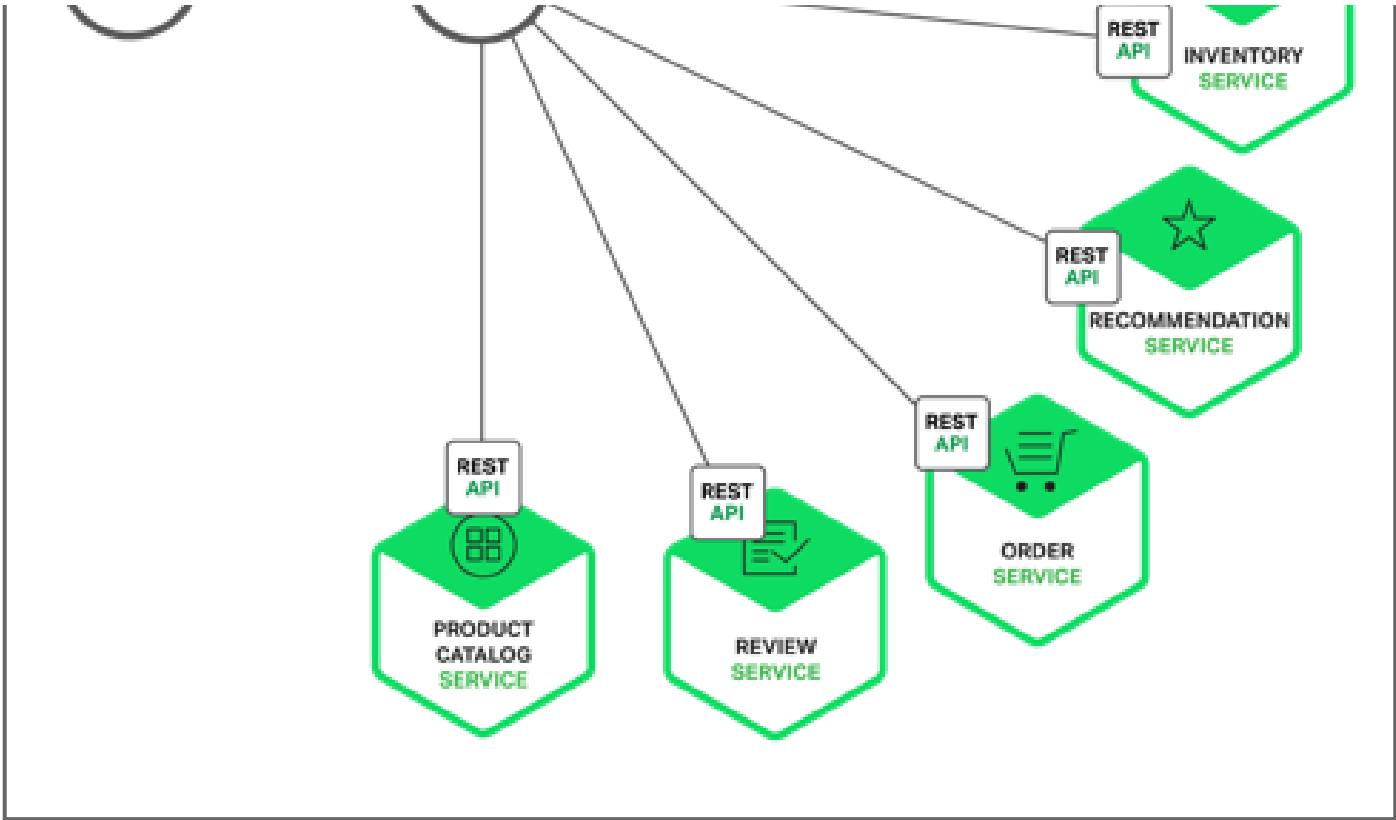 REST
API
INVENTORY
SERVICE
REST
API
RECOMMENDATION
SERVICE
REST
API
ORDER
SERVICE
REST
API
PRODUCT
CATALOG
SERVICE
REST
API
REVIEW
SERVICE